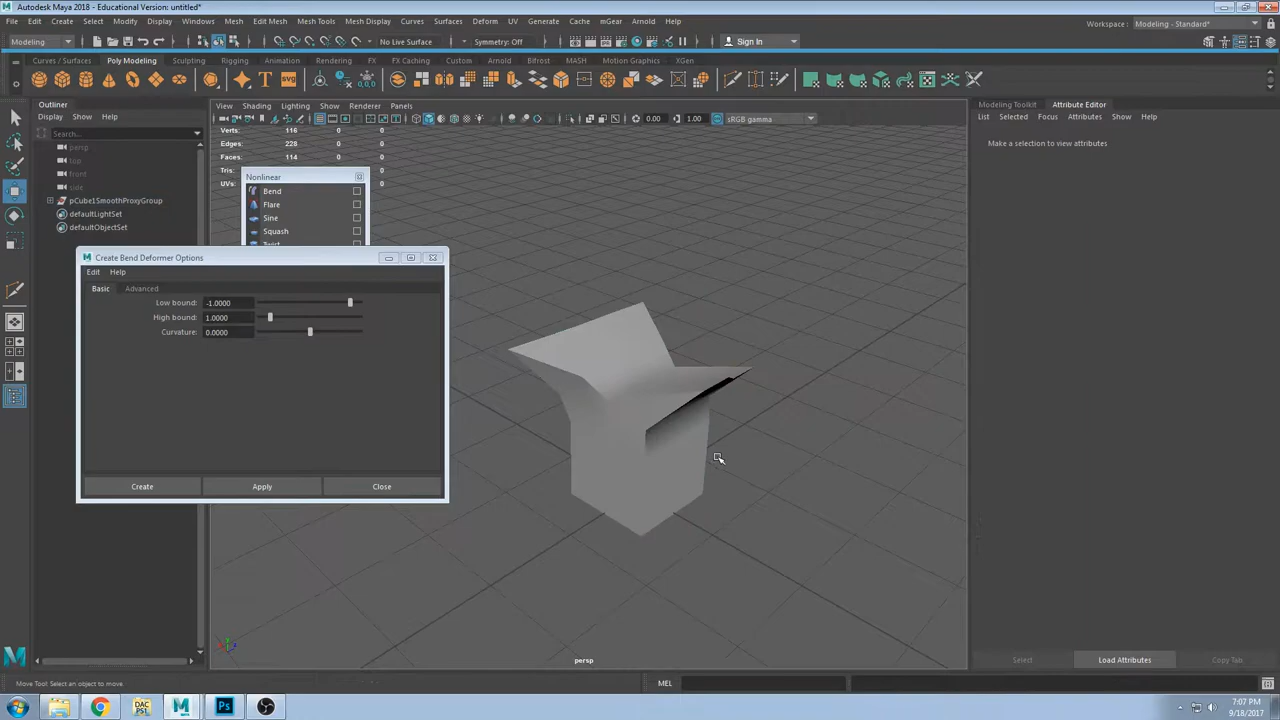 Autodesk Maya 2018 - Educational Version: untitled*
File Edit Create Select Modify Display Windows Mesh Edit Mesh Mesh Tools Mesh Display Curves Surfaces Deform UV Generate Cache mGear Arnold Help
Workspace : Modeling - Standard*
Modeling No Live Surface Symmetry: Off Sign In
Curves / Surfaces Poly Modeling Sculpting Rigging Animation Rendering FX FX Caching Custom Arnold Bifrost MASH Motion Graphics XGen
Outliner
Display Show Help
Search...
persp
top
front
side
pCube1SmoothProxyGroup
defaultLightSet
defaultObjectSet
View Shading Lighting Show Renderer Panels
0.00 1.00 sRGB gamma
Verts: 116 0 0
Edges: 228 0 0
Faces: 114 0 0
Tris: 0
UVs: 0
Nonlinear
Bend
Flare
Sine
Squash
Twist
Create Bend Deformer Options
Edit Help
Basic Advanced
Low bound: -1.0000
High bound: 1.0000
Curvature: 0.0000
Create Apply Close
persp
Modeling Toolkit Attribute Editor
List Selected Focus Attributes Show Help
Make a selection to view attributes
Select Load Attributes Copy Tab
Move Tool: Select an object to move.
MEL
DAC
PSL
Ps
7:07 PM
9/18/2017